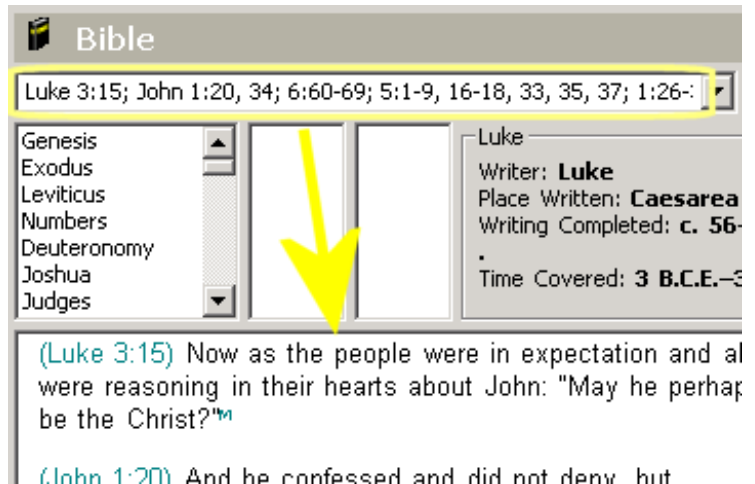 Bible
Luke 3:15; John 1:20, 34; 6:60-69; 5:1-9, 16-18, 33, 35, 37; 1:26-
Genesis
Exodus
Leviticus
Numbers
Deuteronomy
Joshua
Judges
Luke
Writer: Luke
Place Written: Caesarea
Writing Completed: c. 56-
.
Time Covered: 3 B.C.E.–3
(Luke 3:15) Now as the people were in expectation and al
were reasoning in their hearts about John: "May he perhap
be the Christ?"
(John 1:20) And he confessed and did not deny, but